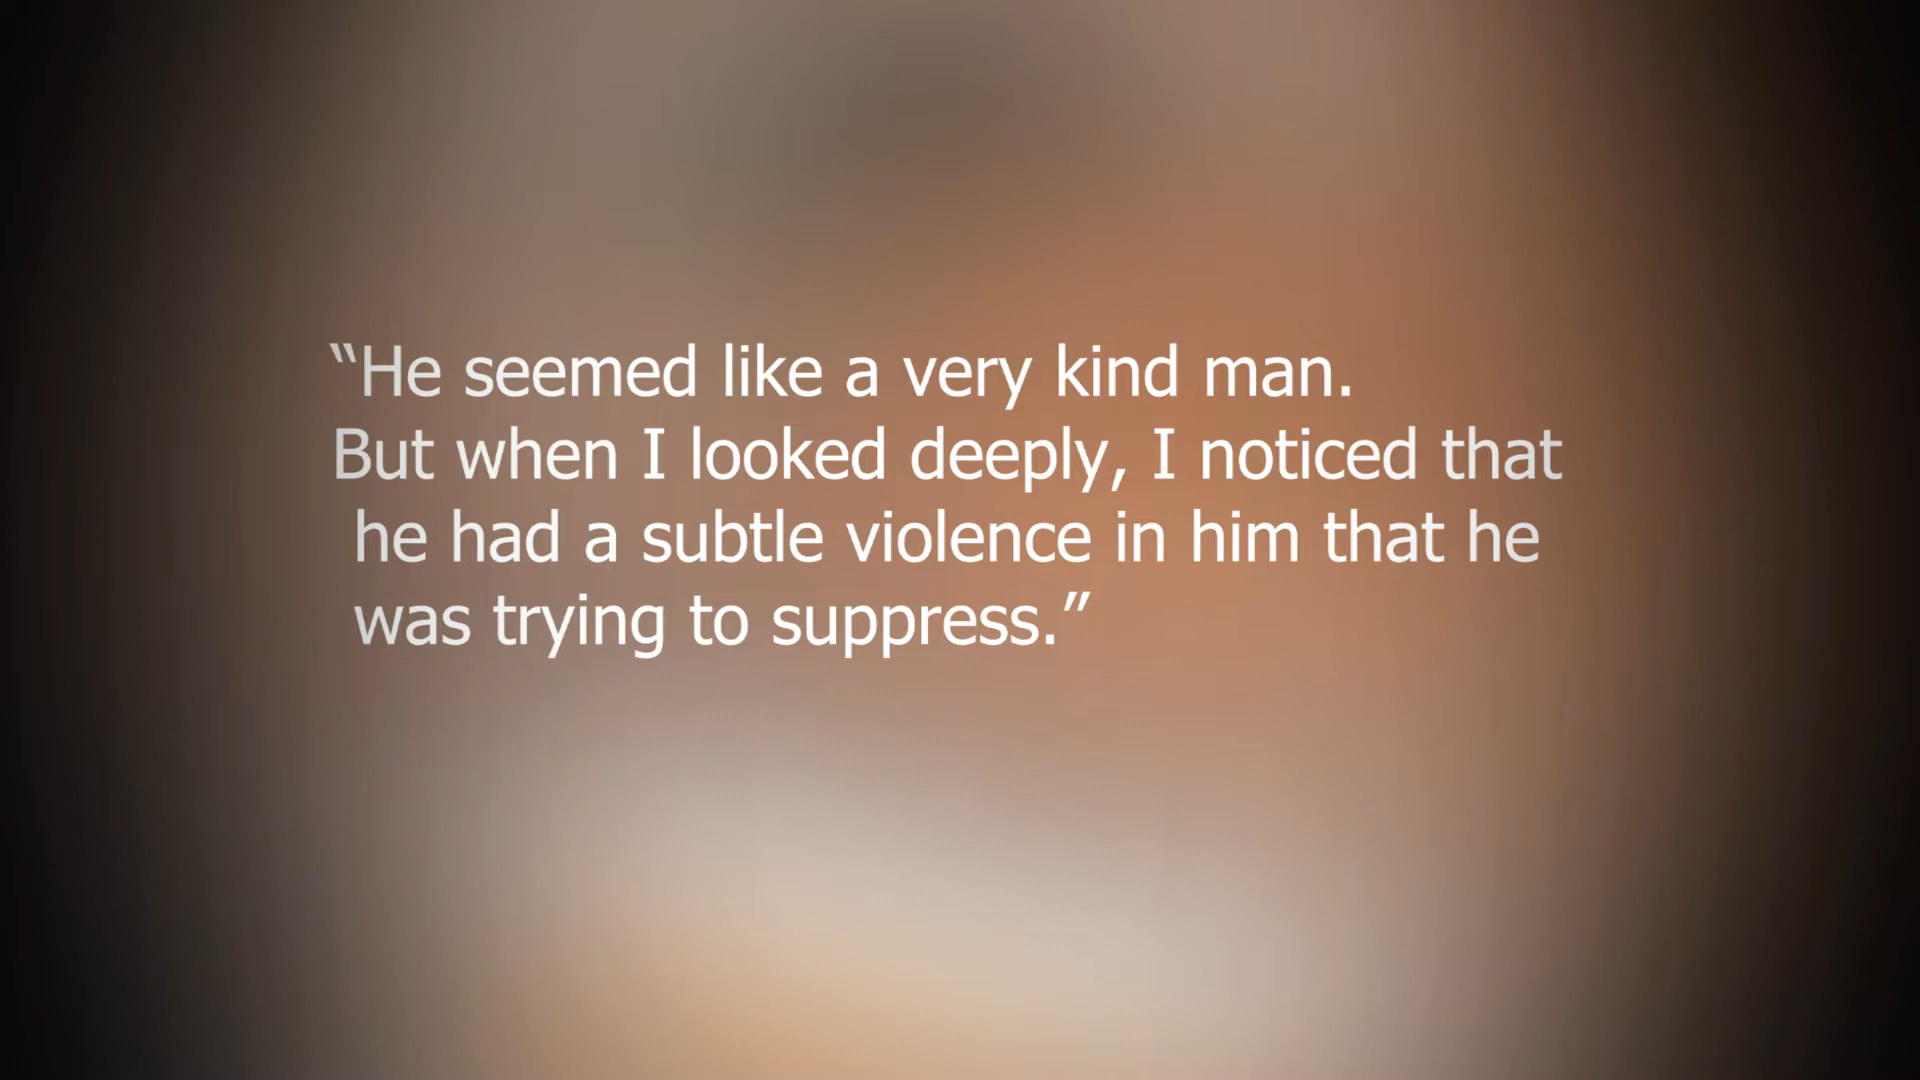 “He seemed like a very kind man.
But when I looked deeply, I noticed that
he had a subtle violence in him that he
was trying to suppress.”